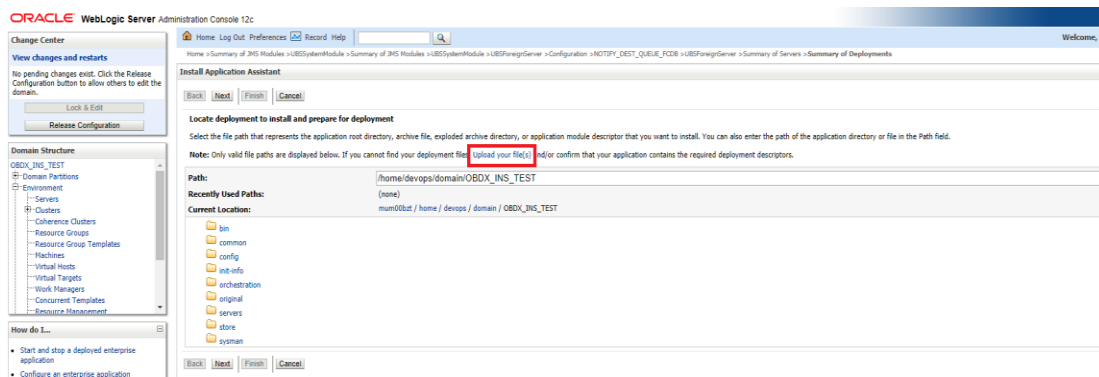 ORACLE WebLogic Server Administration Console 12c
Change Center
View changes and restarts
No pending changes exist. Click the Release
Configuration button to allow others to edit the
domain.
Lock & Edit
Release Configuration
Domain Structure
OBDX_INS_TEST
Domain Partitions
Environment
Servers
Clusters
Coherence Clusters
Resource Groups
Resource Group Templates
Machines
Virtual Hosts
Virtual Targets
Work Managers
Concurrent Templates
Resource Management
How do I...
Start and stop a deployed enterprise
application
Configure an enterprise application
Home Log Out Preferences Record Help
Welcome,
Home >Summary of JMS Modules >UBSSystemModule >Summary of JMS Modules >UBSSystemModule >UBSForeignServer >Configuration >NOTIFY_DEST_QUEUE_FCDB >UBSForeignServer >Summary of Servers >Summary of Deployments
Install Application Assistant
Back Next Finish Cancel
Locate deployment to install and prepare for deployment
Select the file path that represents the application root directory, archive file, exploded archive directory, or application module descriptor that you want to install. You can also enter the path of the application directory or file in the Path field.
Note: Only valid file paths are displayed below. If you cannot find your deployment files, Upload your file(s) and/or confirm that your application contains the required deployment descriptors.
Path: /home/devops/domain/OBDX_INS_TEST
Recently Used Paths: (none)
Current Location: mum00bzt / home / devops / domain / OBDX_INS_TEST
bin
common
config
init-info
orchestration
original
servers
store
sysman
Back Next Finish Cancel